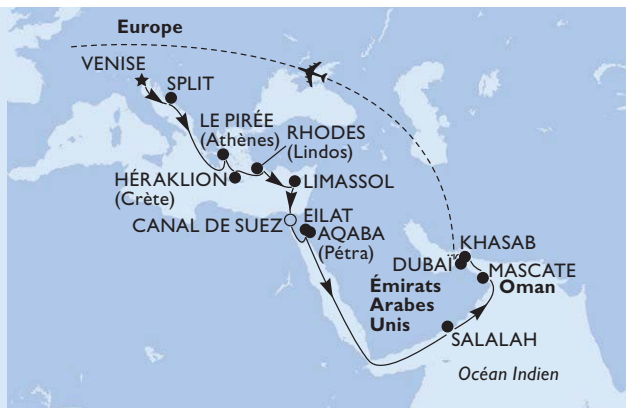 Europe
VENISE
SPLIT
LE PIRÉE
(Athènes)
RHODES
(Lindos)
HÉRAKLION
(Crète)
LIMASSOL
CANAL DE SUEZ
EILAT
AQABA
(Pétra)
KHASAB
DUBAÏ
MASCATE
Oman
Émirats
Arabes
Unis
SALALAH
Océan Indien